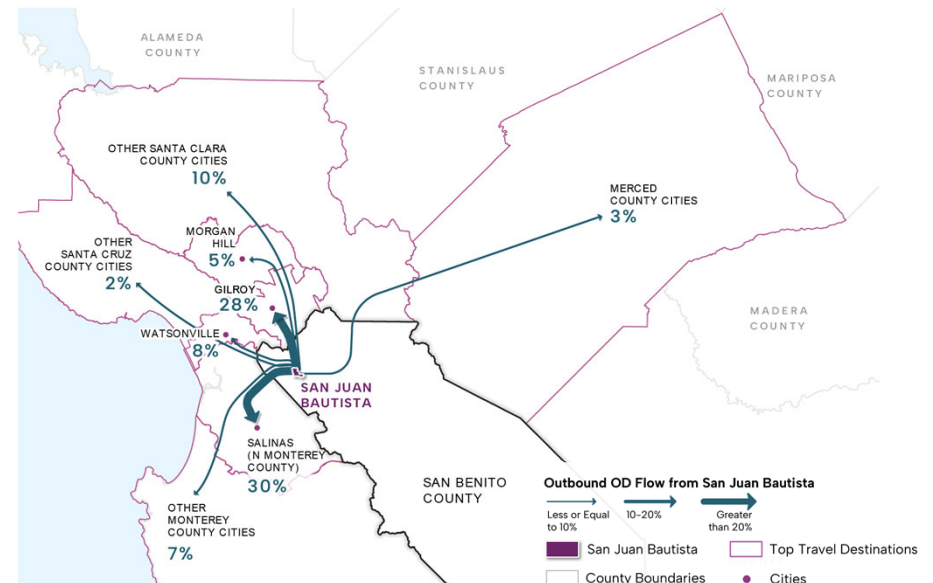 ALAMEDA
COUNTY
STANISLAUS
COUNTY
MARIPOSA
COUNTY
OTHER SANTA CLARA
COUNTY CITIES
10%
MERCED
COUNTY CITIES
3%
MORGAN
HILL
5%
OTHER
SANTA CRUZ
COUNTY CITIES
2%
GILROY
28%
MADERA
COUNTY
WATSONVILLE
8%
SAN JUAN
BAUTISTA
SALINAS
(N MONTEREY
COUNTY)
30%
OTHER
MONTEREY
COUNTY CITIES
7%
SAN BENITO
COUNTY
Outbound OD Flow from San Juan Bautista
Less or Equal
to 10%
10-20%
Greater
than 20%
San Juan Bautista
Top Travel Destinations
County Boundaries
Cities